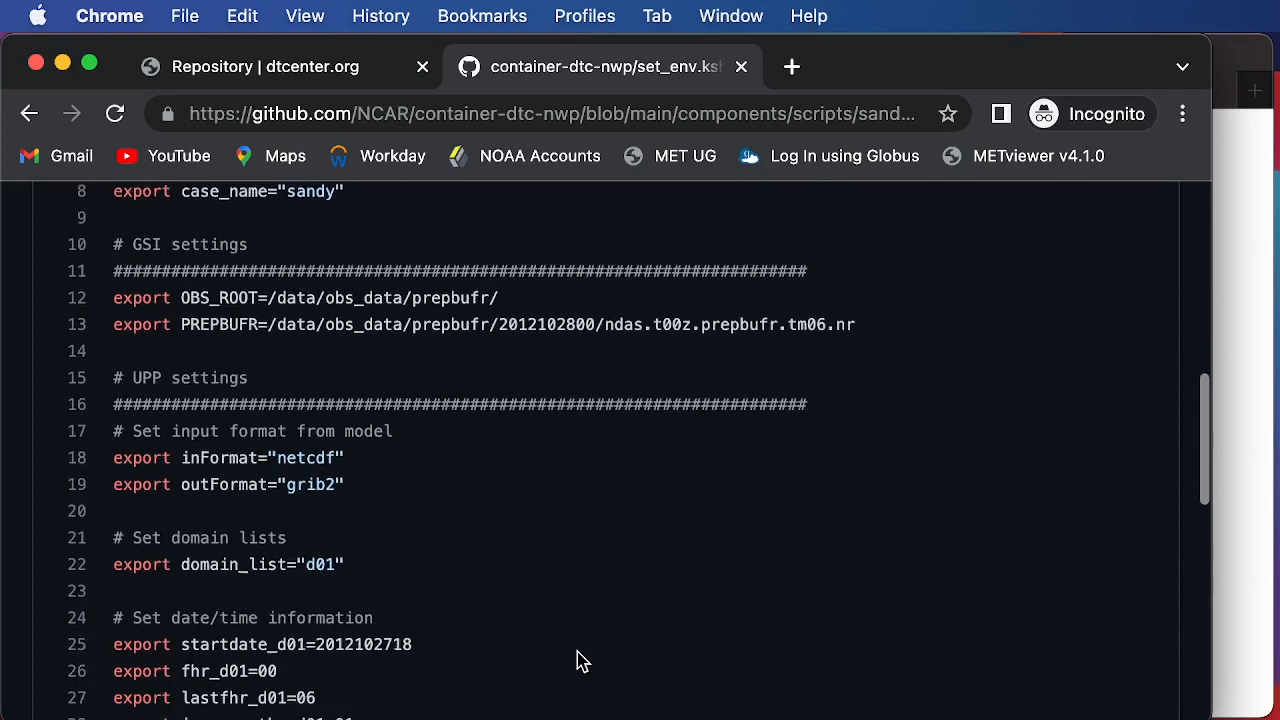 Chrome File Edit View History Bookmarks Profiles Tab Window Help
Repository | dtcenter.org container-dtc-nwp/set_env.ksh
https://github.com/NCAR/container-dtc-nwp/blob/main/components/scripts/sand... Incognito
Gmail YouTube Maps Workday NOAA Accounts MET UG Log In using Globus METviewer v4.1.0
8 export case_name="sandy"
9
10 # GSI settings
11 ########################################################################
12 export OBS_ROOT=/data/obs_data/prepbufr/
13 export PREPBUFR=/data/obs_data/prepbufr/2012102800/ndas.t00z.prepbufr.tm06.nr
14
15 # UPP settings
16 ########################################################################
17 # Set input format from model
18 export inFormat="netcdf"
19 export outFormat="grib2"
20
21 # Set domain lists
22 export domain_list="d01"
23
24 # Set date/time information
25 export startdate_d01=2012102718
26 export fhr_d01=00
27 export lastfhr_d01=06